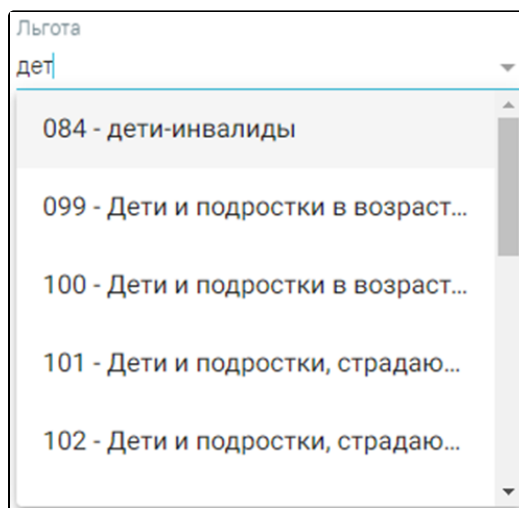 Льгота
дет
084 - дети-инвалиды
099 - Дети и подростки в возраст...
100 - Дети и подростки в возраст...
101 - Дети и подростки, страдаю...
102 - Дети и подростки, страдаю...